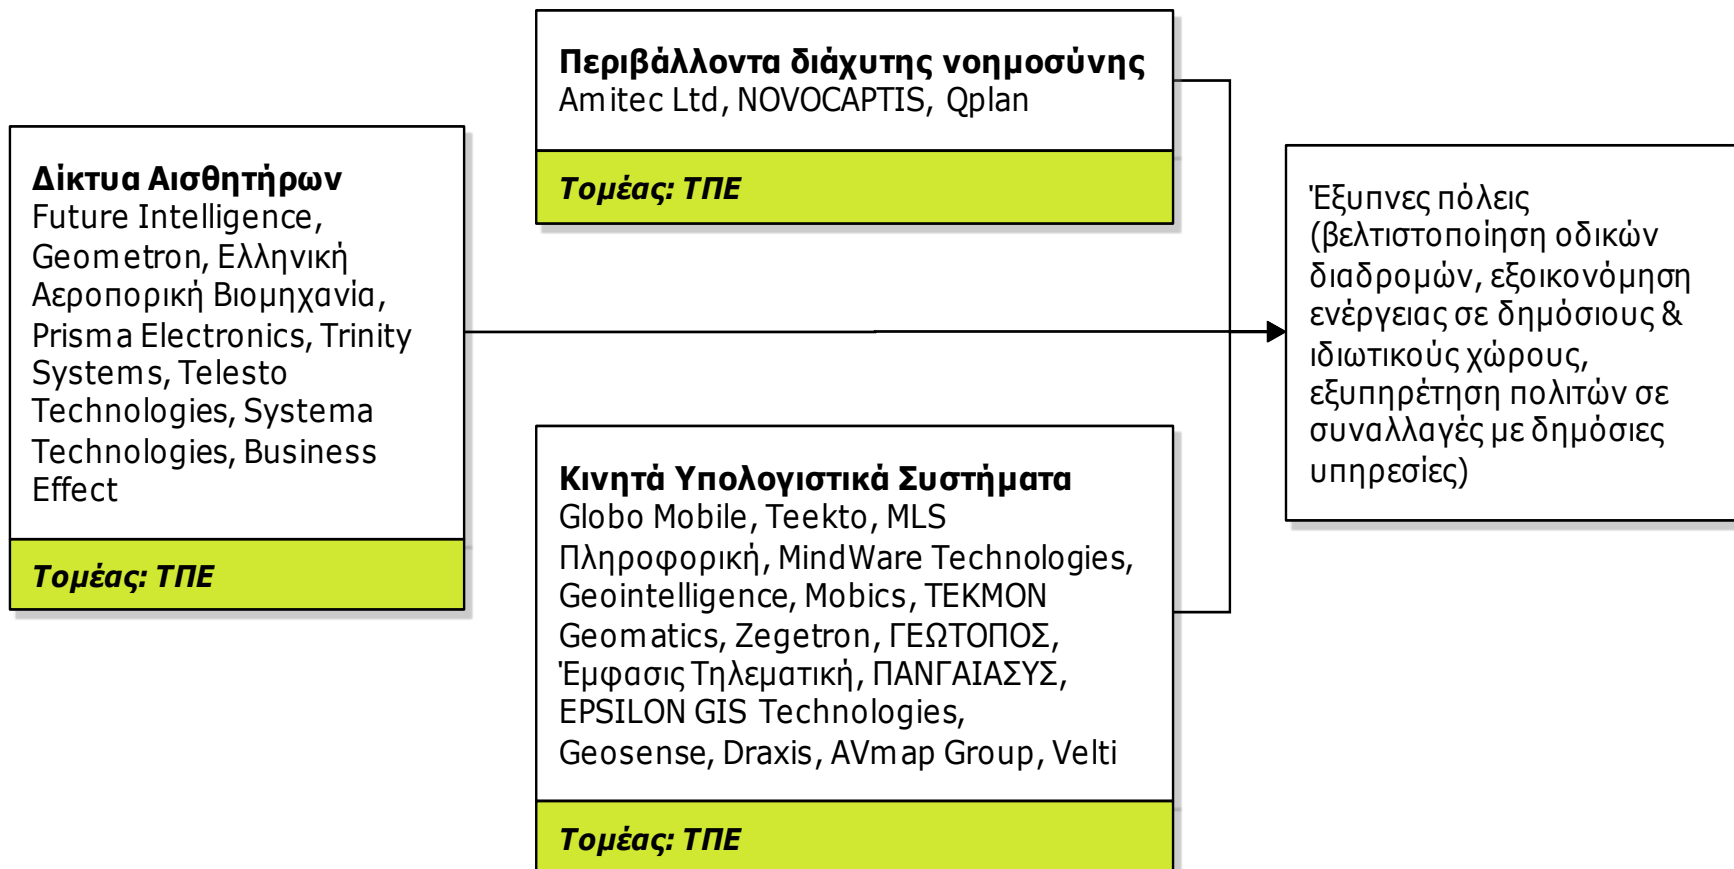 Περιβάλλοντα διάχυτης νοημοσύνης
Amitec Ltd, NOVOCAPTIS, Qplan
Τομέας: ΤΠΕ
Δίκτυα Αισθητήρων
Future Intelligence,
Geometron, Ελληνική
Αεροπορική Βιομηχανία,
Prisma Electronics, Trinity
Systems, Telesto
Technologies, Systema
Technologies, Business
Effect
Τομέας: ΤΠΕ
Κινητά Υπολογιστικά Συστήματα
Globo Mobile, Teekto, MLS
Πληροφορική, MindWare Technologies,
Geointelligence, Mobics, TEKMON
Geomatics, Zegetron, ΓΕΩΤΟΠΟΣ,
Έμφασις Τηλεματική, ΠΑΝΓΑΙΑΣΥΣ,
EPSILON GIS Technologies,
Geosense, Draxis, AVmap Group, Velti
Τομέας: ΤΠΕ
Έξυπνες πόλεις
(βελτιστοποίηση οδικών
διαδρομών, εξοικονόμηση
ενέργειας σε δημόσιους &
ιδιωτικούς χώρους,
εξυπηρέτηση πολιτών σε
συναλλαγές με δημόσιες
υπηρεσίες)